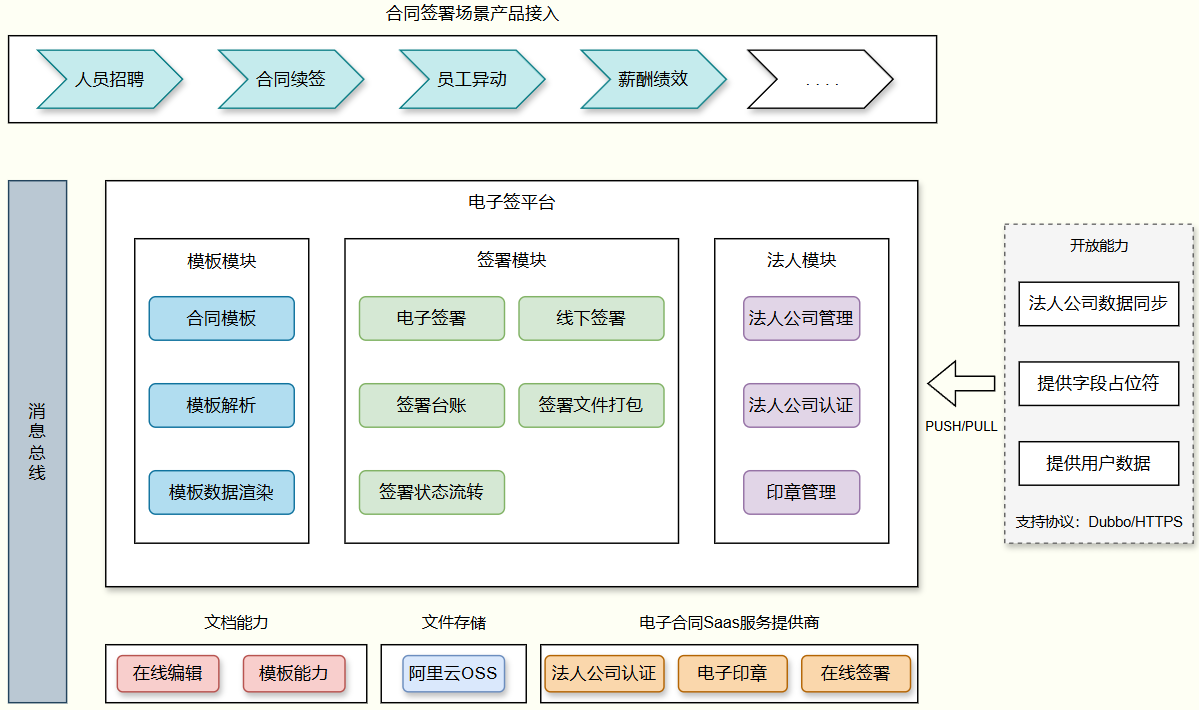 合同签署场景产品接入
人员招聘
合同续签
员工异动
薪酬绩效
....
消息总线
电子签平台
模板模块
合同模板
模板解析
模板数据渲染
签署模块
电子签署
线下签署
签署台账
签署文件打包
签署状态流转
法人模块
法人公司管理
法人公司认证
印章管理
PUSH/PULL
开放能力
法人公司数据同步
提供字段占位符
提供用户数据
支持协议：Dubbo/HTTPS
文档能力
在线编辑
模板能力
文件存储
阿里云OSS
电子合同Saas服务提供商
法人公司认证
电子印章
在线签署